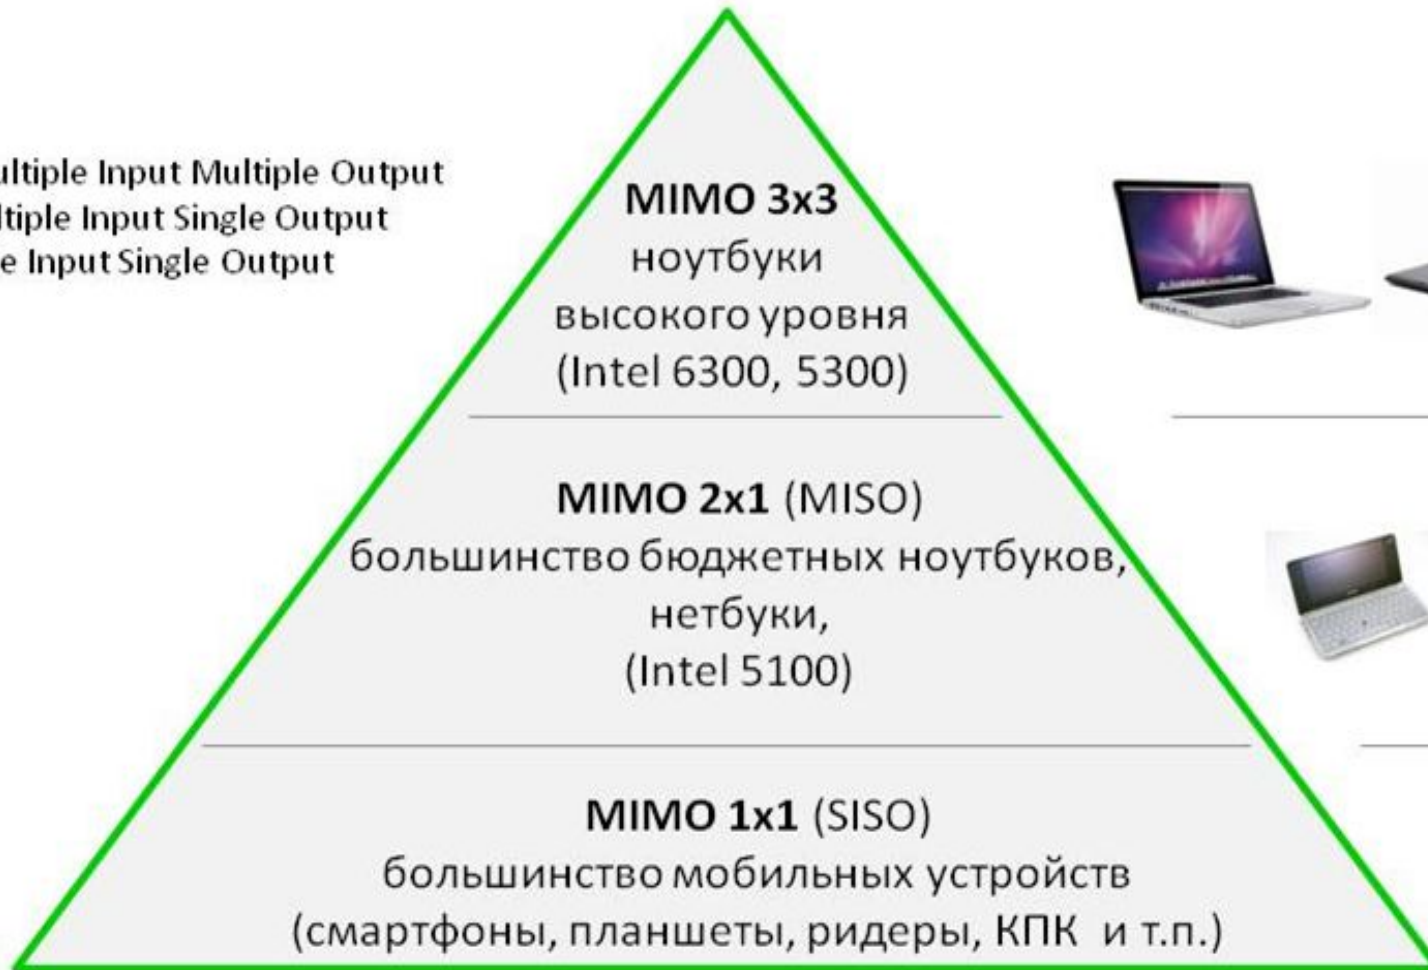 ultiple Input Multiple Output
ltiple Input Single Output
e Input Single Output
MIMO 3x3
ноутбуки
высокого уровня
(Intel 6300, 5300)
MIMO 2x1 (MISO)
большинство бюджетных ноутбуков,
нетбуки,
(Intel 5100)
MIMO 1x1 (SISO)
большинство мобильных устройств
(смартфоны, планшеты, ридеры, КПК и т.п.)